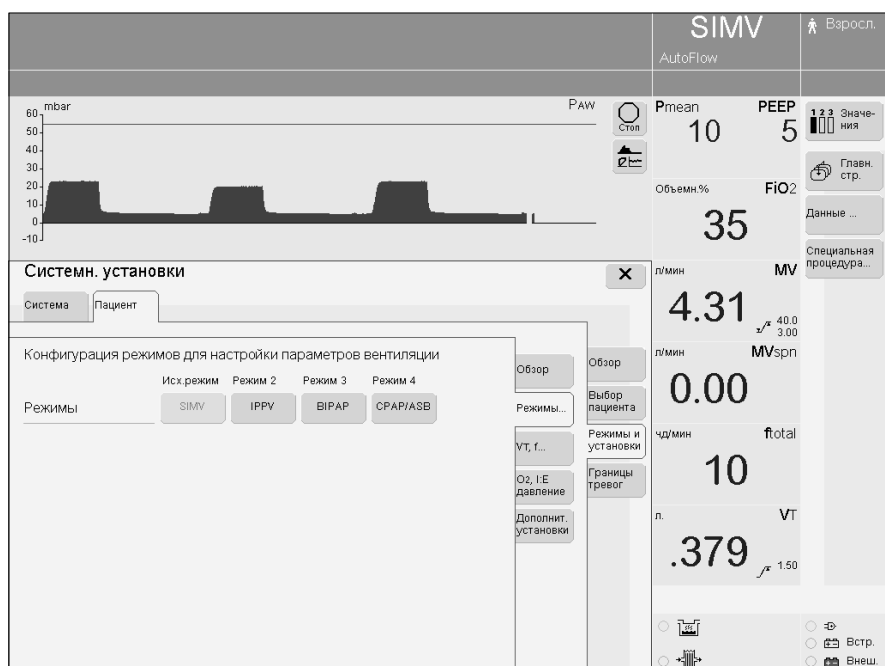 SIMV
AutoFlow
Взросл.
mbar
PAW
60
50
40
30
20
10
0
-10
Стоп
Pmean
PEEP
10
5
1 2 3 Значе-
ния
Главн.
стр.
Объемн.%
FiO2
35
Данные ...
Специальная
процедура...
Системн. установки
Система
Пациент
л/мин
MV
4.31
40.0
3.00
Конфигурация режимов для настройки параметров вентиляции
Исх.режим Режим 2 Режим 3 Режим 4
Режимы SIMV IPPV BIPAP CPAP/ASB
Обзор
Режимы...
VT, f...
O2, I:E
давление
Дополнит.
установки
Обзор
Выбор
пациента
Режимы и
установки
Границы
тревог
л/мин
MVspn
0.00
чд/мин
ftotal
10
л.
VT
.379
1.50
Встр.
Внеш.